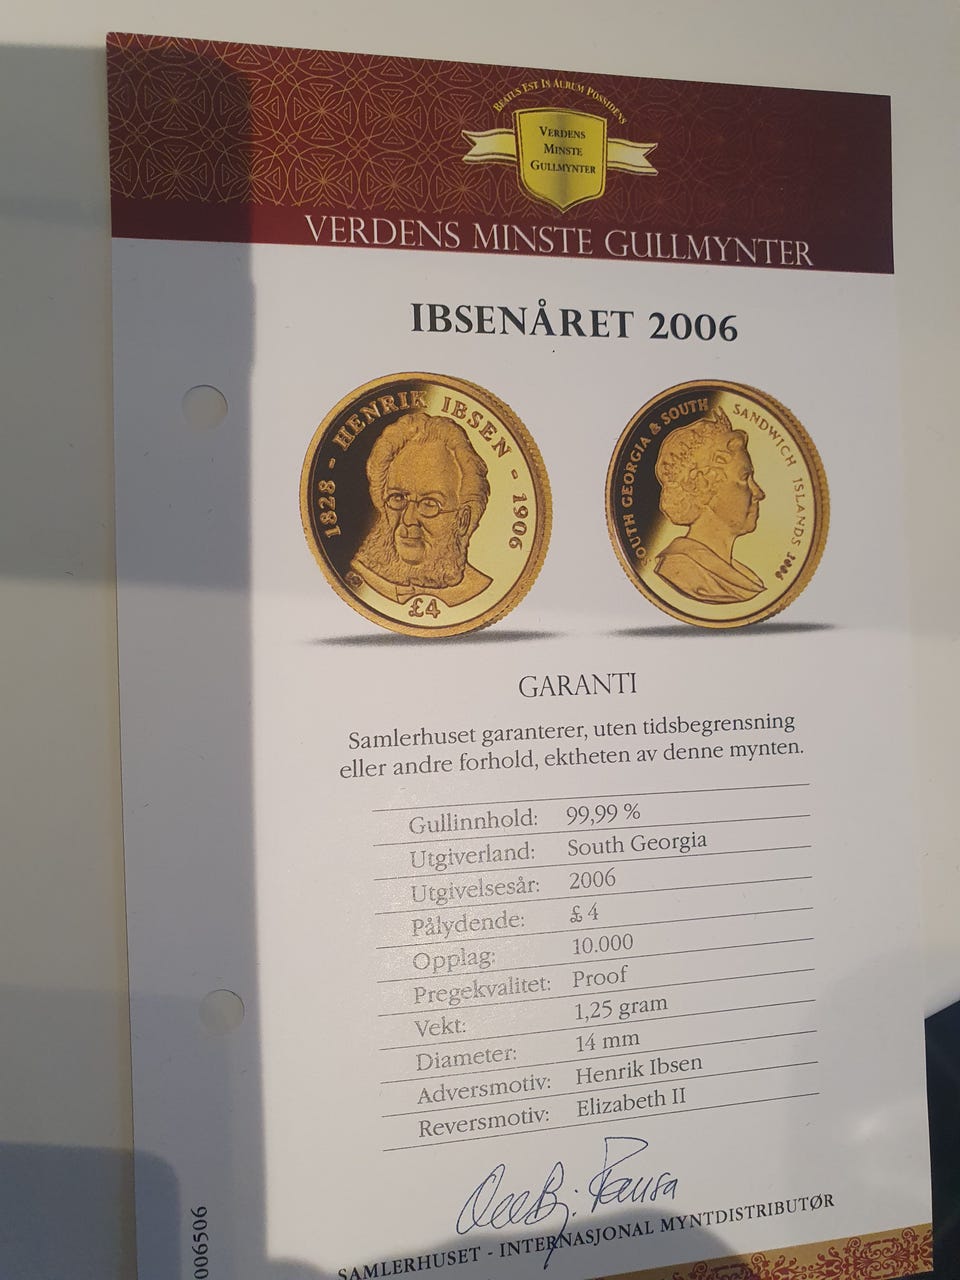 BEATUS EST IN AURUM POSSIDENS
VERDENS
MINSTE
GULLMYNTER
VERDENS MINSTE GULLMYNTER
IBSENÅRET 2006
1828 - HENRIK IBSEN - 1906
£4
SOUTH GEORGIA & SOUTH SANDWICH ISLANDS 2006
GARANTI
Samlerhuset garanterer, uten tidsbegrensning
eller andre forhold, ektheten av denne mynten.
Gullinnhold: 99,99 %
Utgiverland: South Georgia
Utgivelsesår: 2006
Pålydende: £ 4
Opplag: 10.000
Pregekvalitet: Proof
Vekt: 1,25 gram
Diameter: 14 mm
Adversmotiv: Henrik Ibsen
Reversmotiv: Elizabeth II
SAMLERHUSET - INTERNASJONAL MYNTDISTRIBUTØR
006506